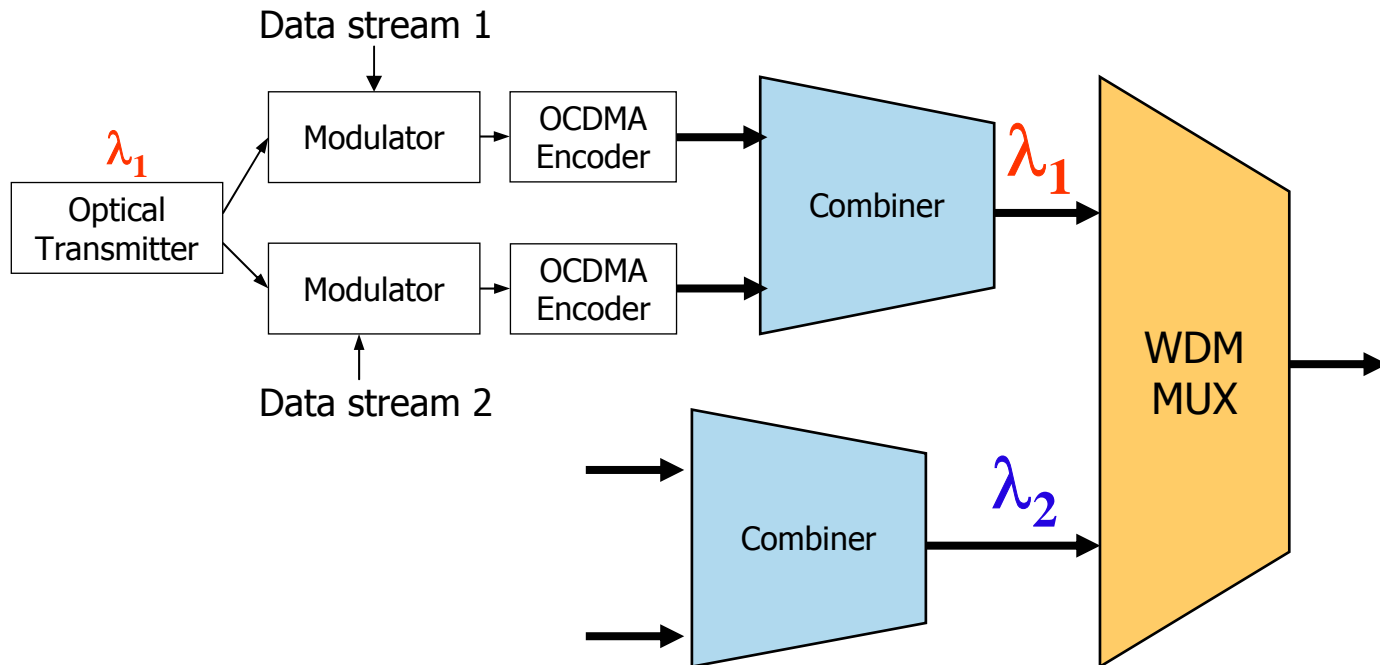 Data stream 1
λ1
Optical
Transmitter
Modulator
OCDMA
Encoder
Combiner
λ1
Modulator
OCDMA
Encoder
Data stream 2
WDM
MUX
Combiner
λ2